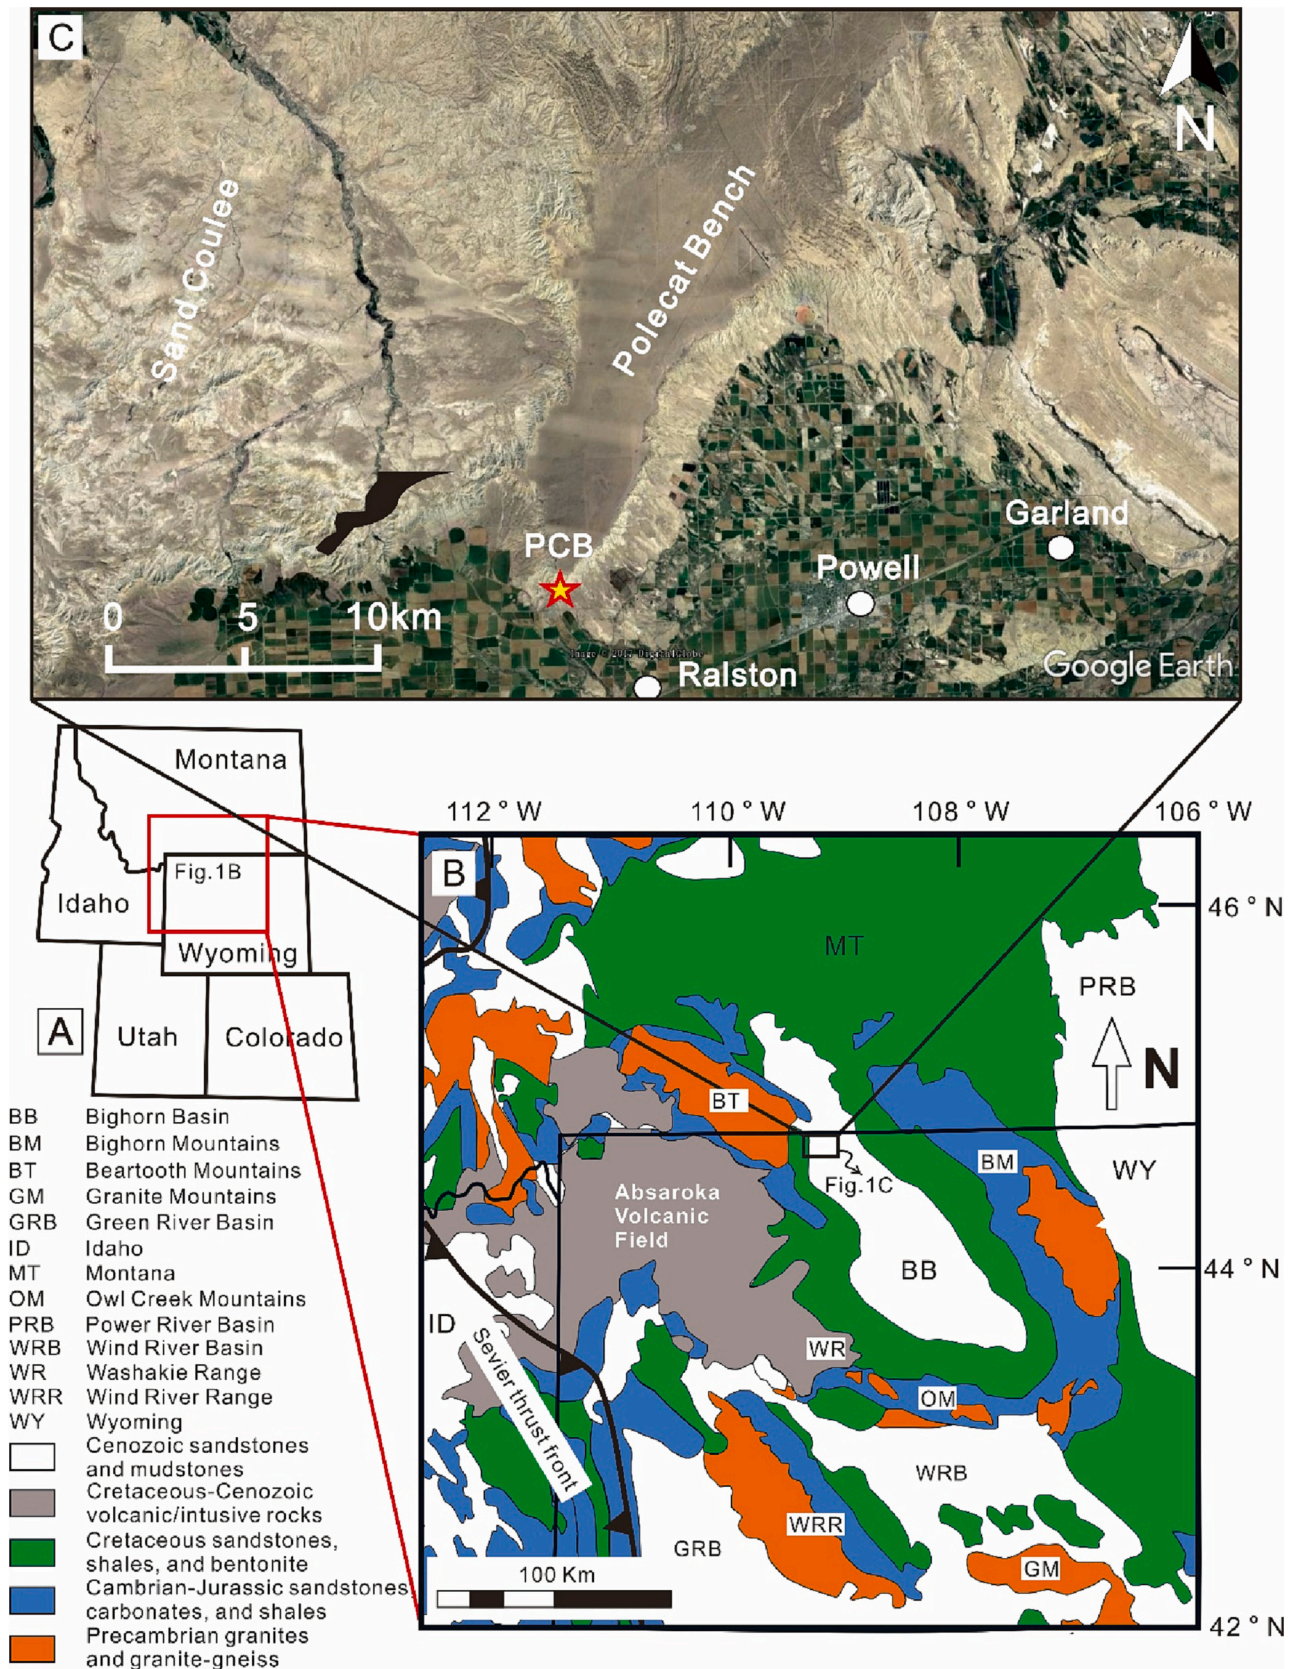 C
N
Sand Coulee
Polecat Bench
PCB
Garland
Powell
Ralston
0 5 10km
Image © 2017 DigitalGlobe
Google Earth
Montana
Fig.1B
Idaho
Wyoming
A
Utah
Colorado
112 ° W 110 ° W 108 ° W 106 ° W
B
46 ° N
MT
PRB
N
BT
BM
WY
Fig.1C
Absaroka
Volcanic
Field
BB
44 ° N
ID
Sevier thrust front
WR
OM
WRB
WRR
GRB
GM
100 Km
42 ° N
BB Bighorn Basin
BM Bighorn Mountains
BT Beartooth Mountains
GM Granite Mountains
GRB Green River Basin
ID Idaho
MT Montana
OM Owl Creek Mountains
PRB Power River Basin
WRB Wind River Basin
WR Washakie Range
WRR Wind River Range
WY Wyoming
Cenozoic sandstones
and mudstones
Cretaceous-Cenozoic
volcanic/intusive rocks
Cretaceous sandstones,
shales, and bentonite
Cambrian-Jurassic sandstones
carbonates, and shales
Precambrian granites
and granite-gneiss